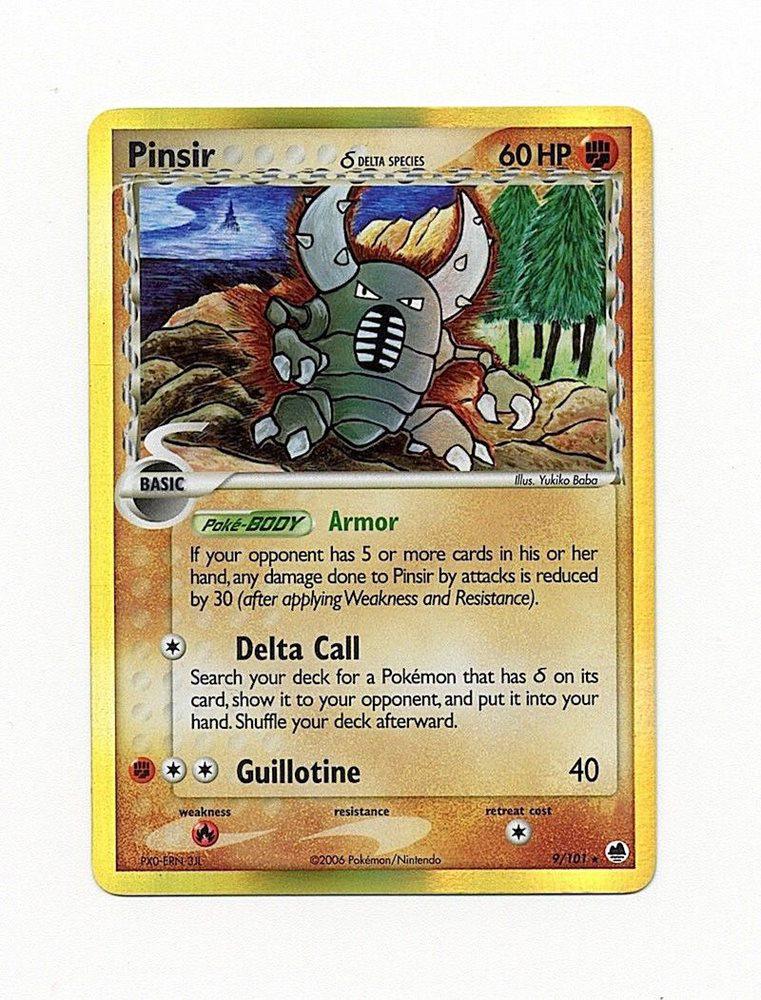 Pinsir δ DELTA SPECIES 60 HP
BASIC
Illus. Yukiko Baba
Poké-BODY Armor
If your opponent has 5 or more cards in his or her
hand, any damage done to Pinsir by attacks is reduced
by 30 (after applying Weakness and Resistance).
Delta Call
Search your deck for a Pokémon that has δ on its
card, show it to your opponent, and put it into your
hand. Shuffle your deck afterward.
Guillotine 40
weakness resistance retreat cost
PX0-ERN-3JL ©2006 Pokémon/Nintendo 9/101 ★